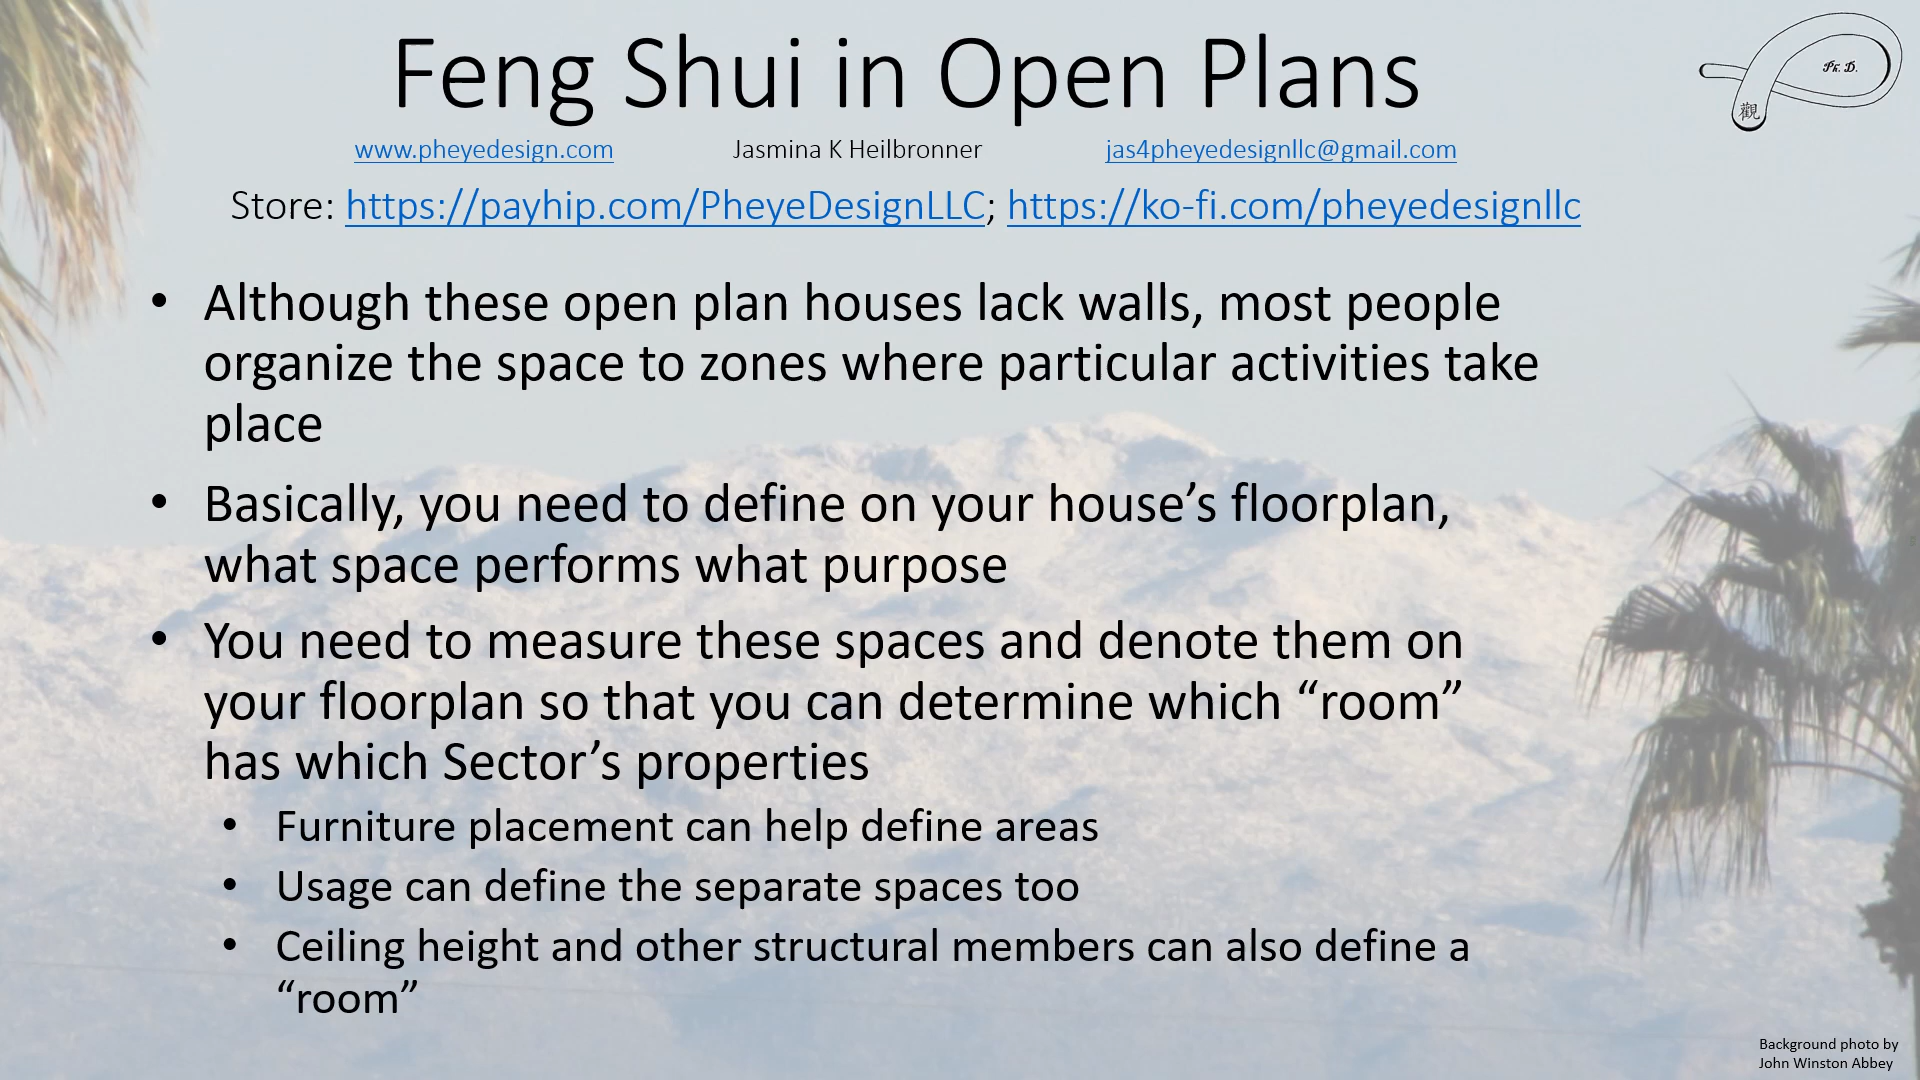 Feng Shui in Open Plans
Ph. D.
觀
www.pheyedesign.com Jasmina K Heilbronner jas4pheyedesignllc@gmail.com
Store: https://payhip.com/PheyeDesignLLC; https://ko-fi.com/pheyedesignllc
• Although these open plan houses lack walls, most people
organize the space to zones where particular activities take
place
• Basically, you need to define on your house’s floorplan,
what space performs what purpose
• You need to measure these spaces and denote them on
your floorplan so that you can determine which “room”
has which Sector’s properties
• Furniture placement can help define areas
• Usage can define the separate spaces too
• Ceiling height and other structural members can also define a
“room”
Background photo by
John Winston Abbey